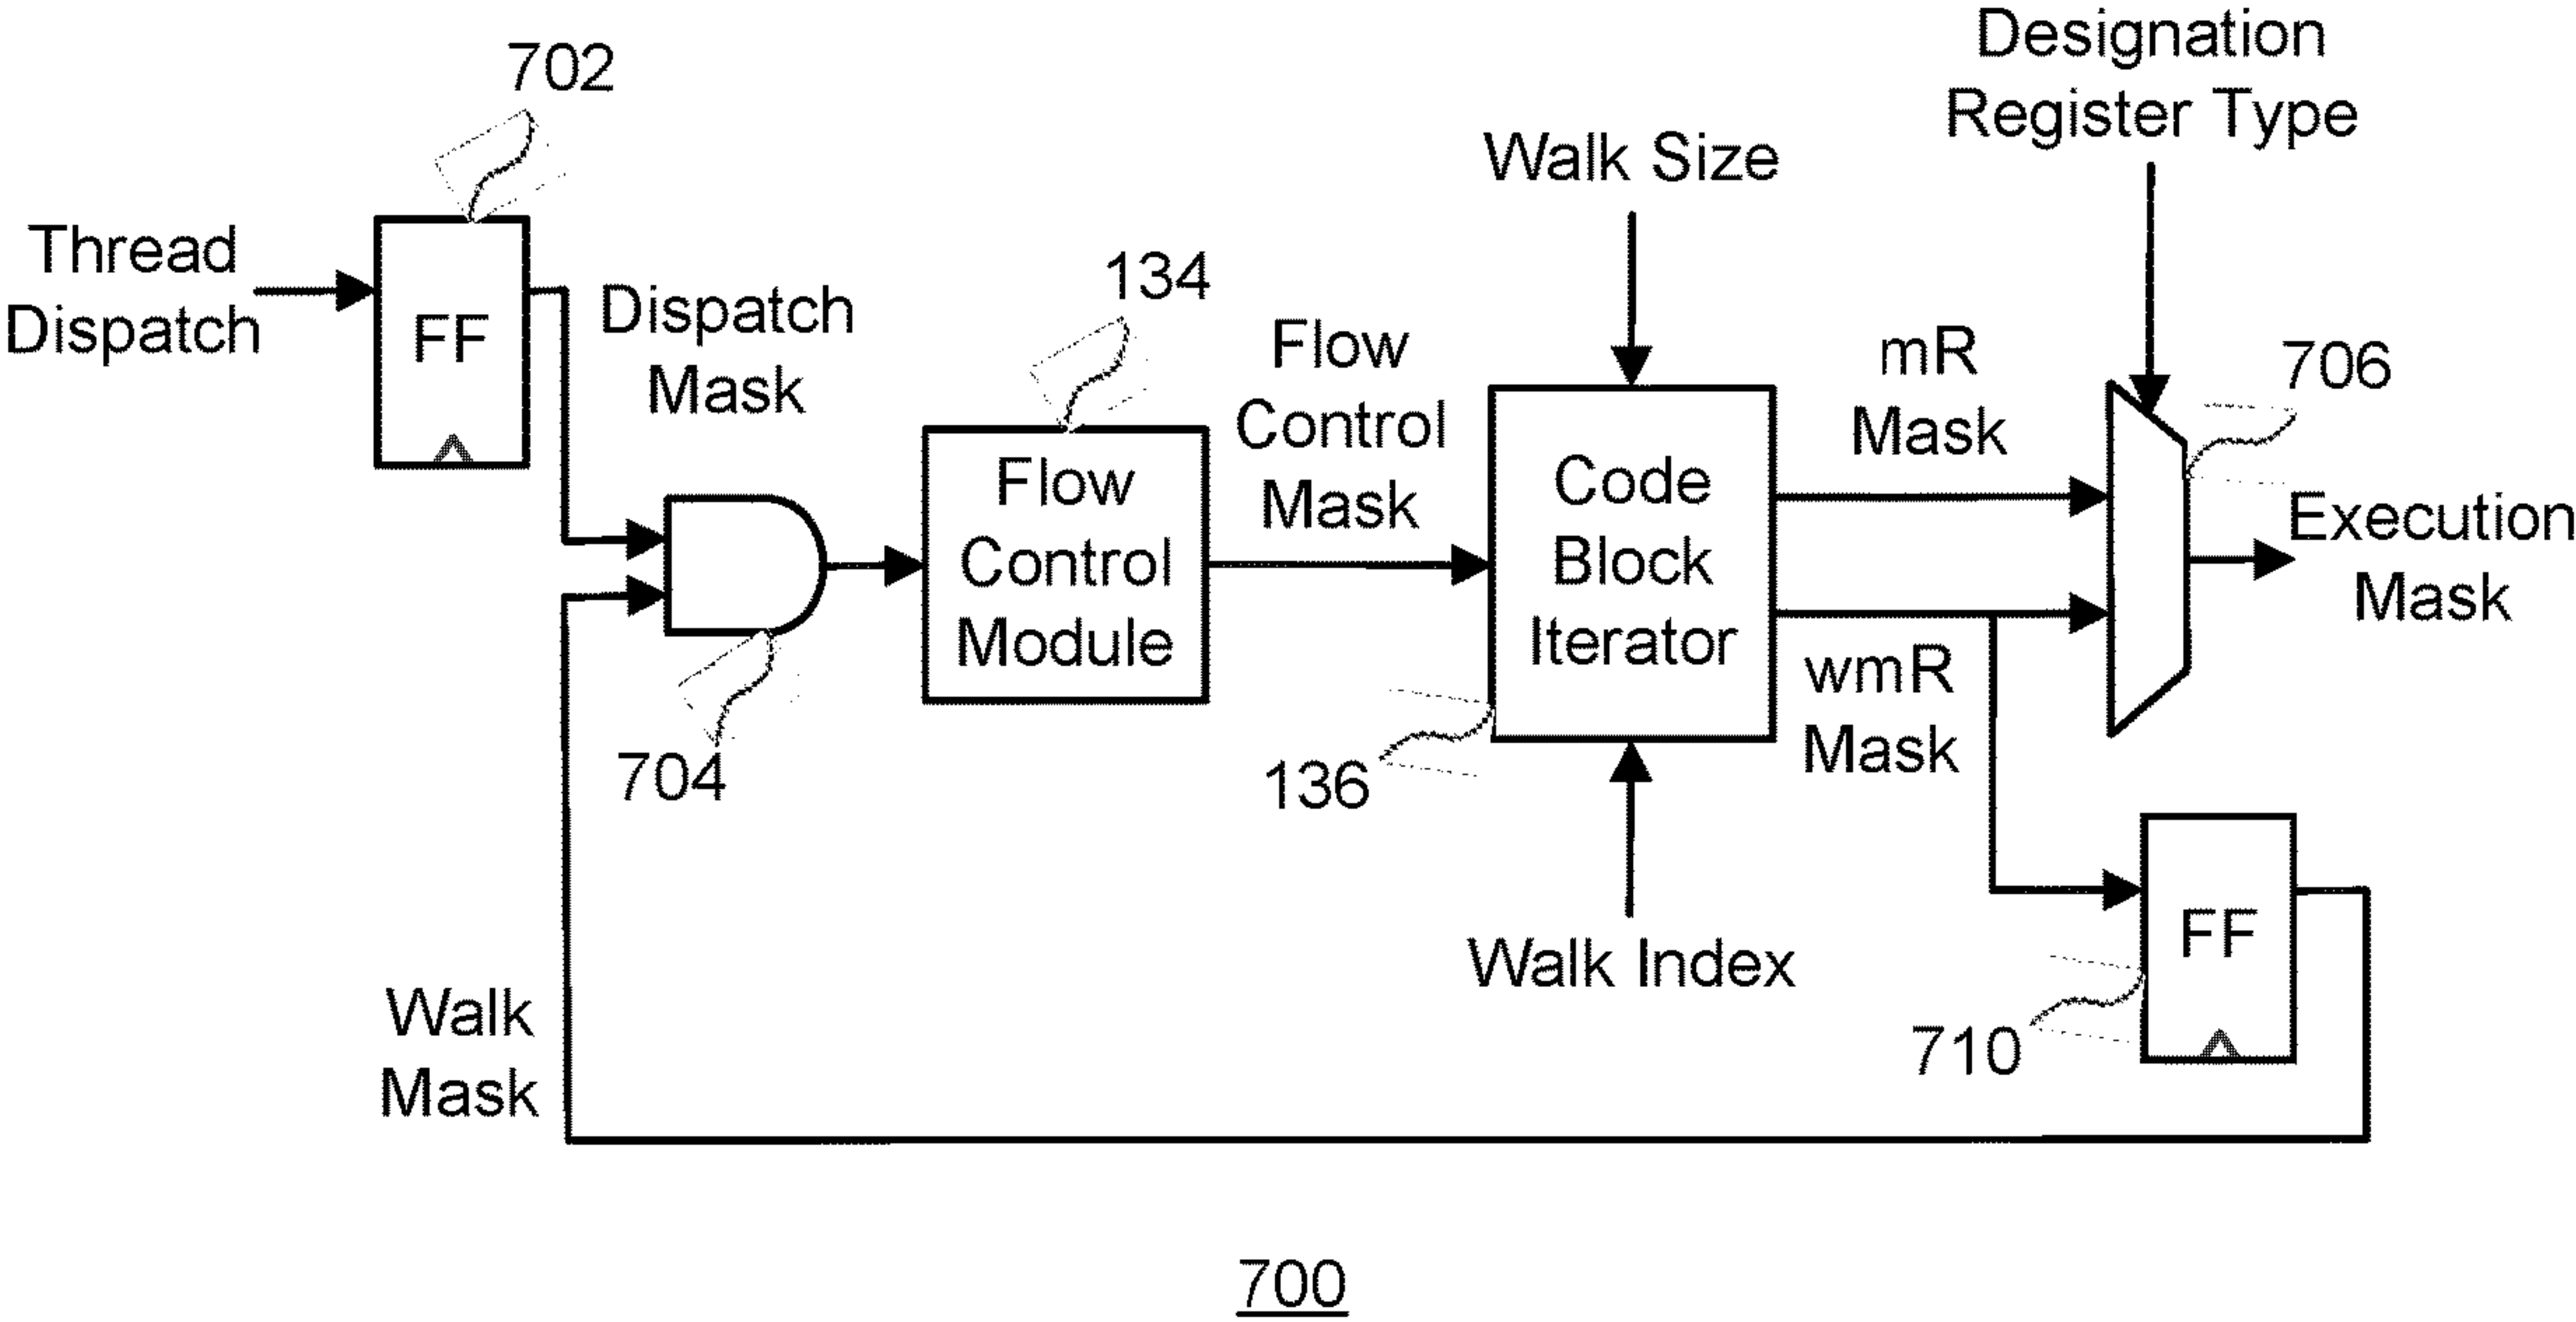 702
Thread
Dispatch
FF
Dispatch
Mask
704
134
Flow
Control
Module
Flow
Control
Mask
Walk Size
Code
Block
Iterator
136
Walk Index
mR
Mask
wmR
Mask
Designation
Register Type
706
Execution
Mask
FF
710
Walk
Mask
700